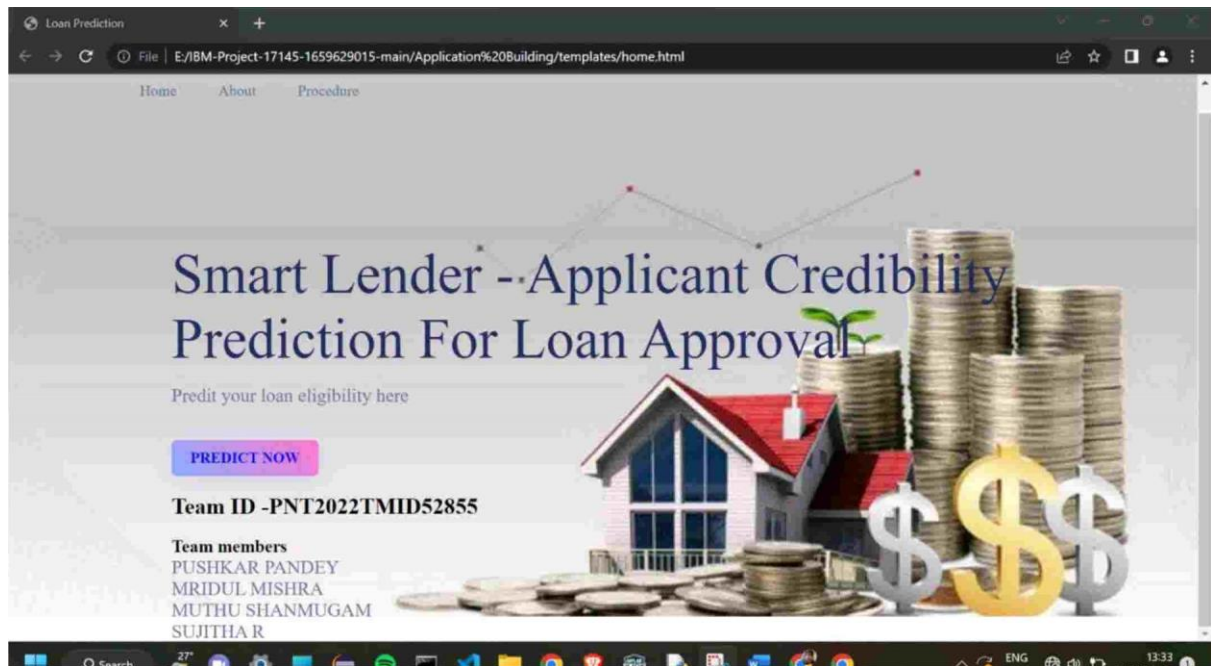 Loan Prediction
File E:/IBM-Project-17145-1659629015-main/Application%20Building/templates/home.html
Home About Procedure
Smart Lender - Applicant Credibility
Prediction For Loan Approval
Predit your loan eligibility here
PREDICT NOW
Team ID -PNT2022TMID52855
Team members
PUSHKAR PANDEY
MRIDUL MISHRA
MUTHU SHANMUGAM
SUJITHA R
Search 27° ENG 13:33